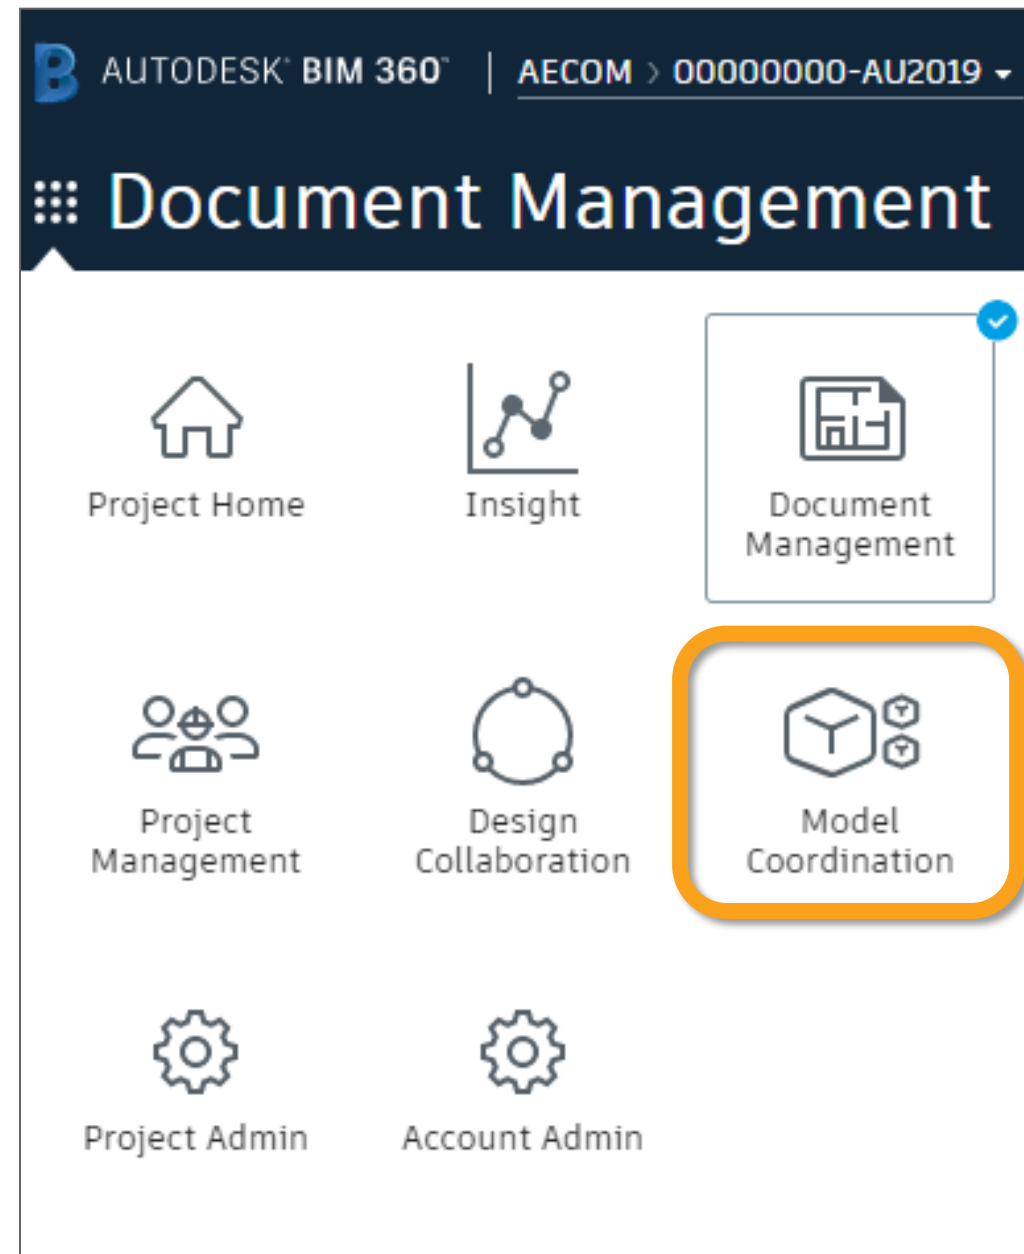 AUTODESK® BIM 360™ | AECOM > 00000000-AU2019
Document Management
Project Home
Insight
Document
Management
Project
Management
Design
Collaboration
Model
Coordination
Project Admin
Account Admin